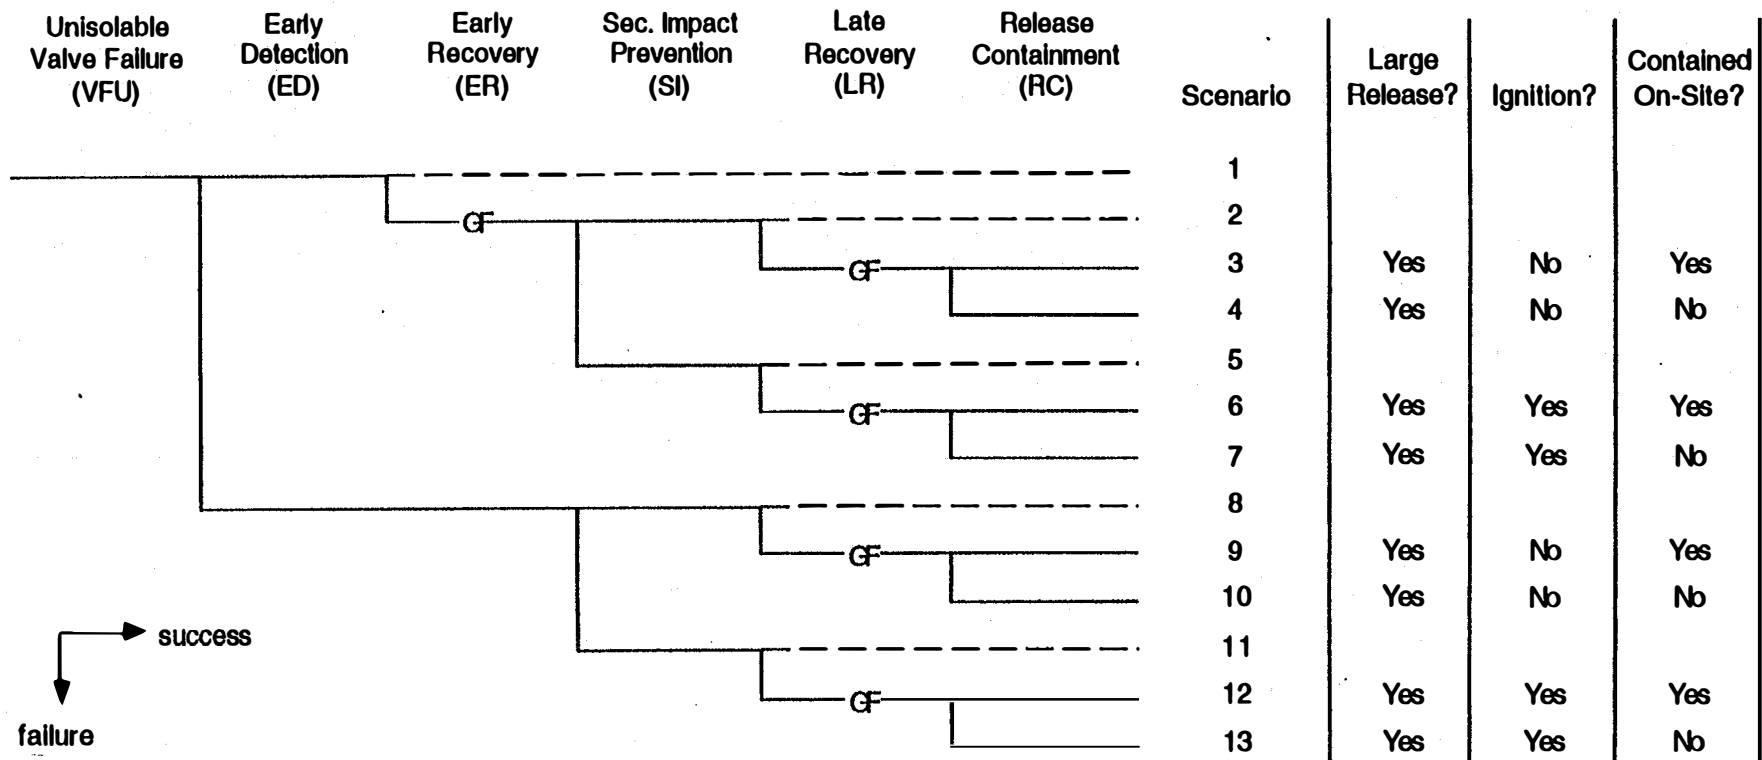 Unisolable Valve Failure (VFU)
Early Detection (ED)
Early Recovery (ER)
Sec. Impact Prevention (SI)
Late Recovery (LR)
Release Containment (RC)
Scenario
Large Release?
Ignition?
Contained On-Site?
1
2
GF
3 Yes No Yes
GF
4 Yes No No
5
6 Yes Yes Yes
GF
7 Yes Yes No
8
9 Yes No Yes
GF
10 Yes No No
success
11
12 Yes Yes Yes
GF
failure
13 Yes Yes No